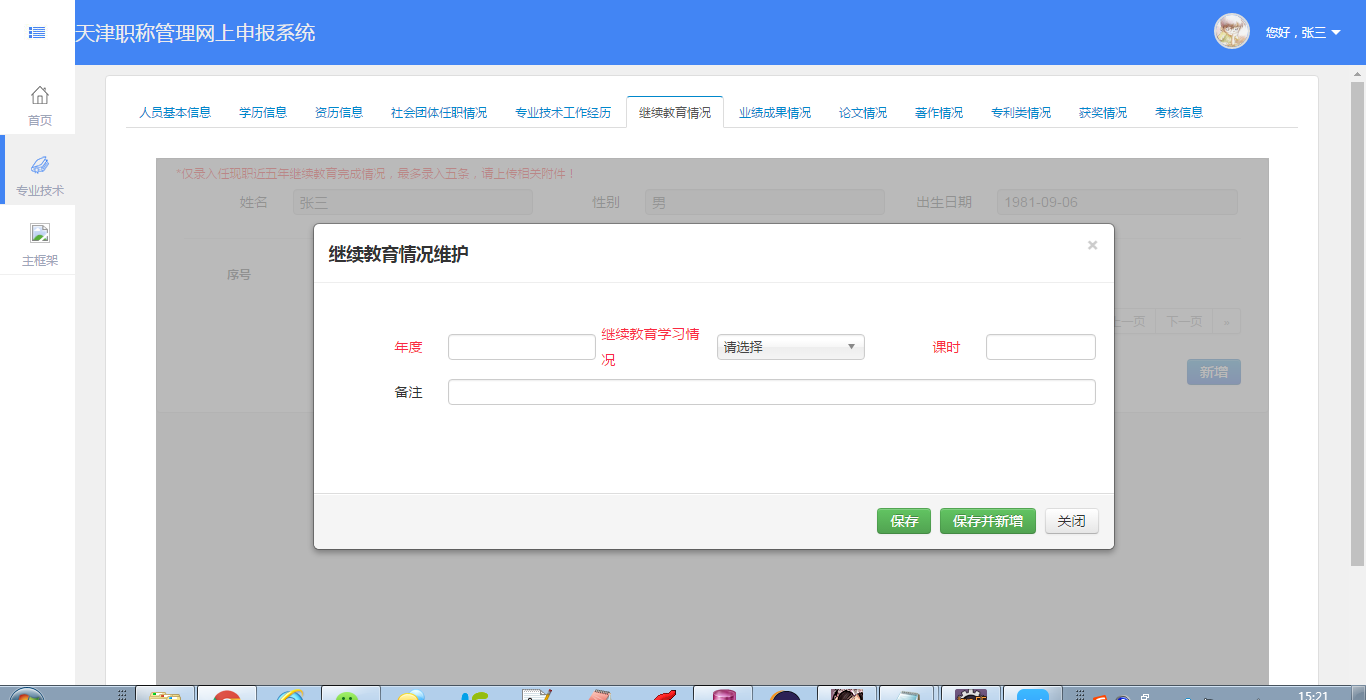 天津职称管理网上申报系统
您好，张三
首页
专业技术
主框架
人员基本信息 学历信息 资历信息 社会团体任职情况 专业技术工作经历 继续教育情况 业绩成果情况 论文情况 著作情况 专利类情况 获奖情况 考核信息
*仅录入任现职近五年继续教育完成情况，最多录入五条，请上传相关附件！
姓名 张三 性别 男 出生日期 1981-09-06
继续教育情况维护 ×
序号
上一页 下一页 »
年度 继续教育学习情
况 请选择 课时
新增
备注
保存 保存并新增 关闭
15:21